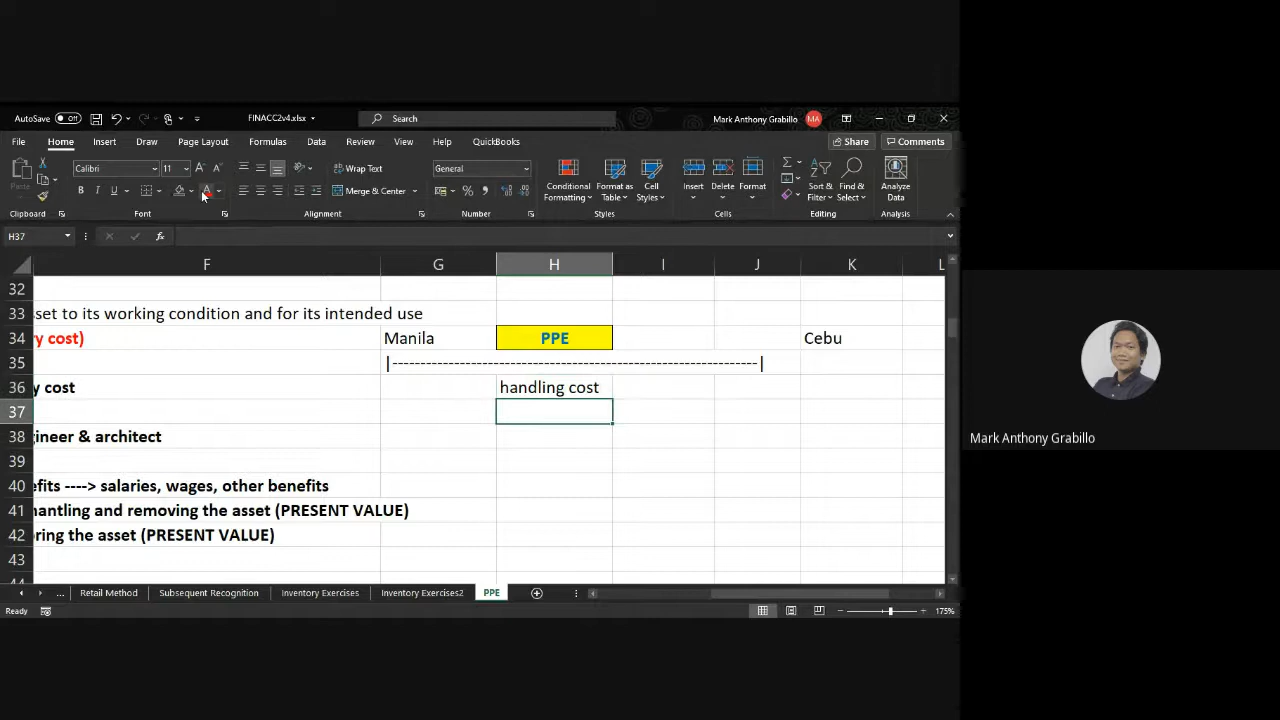 AutoSave Off FINACC2v4.xlsx Search Mark Anthony Grabillo MA
File Home Insert Draw Page Layout Formulas Data Review View Help QuickBooks Share Comments
Paste Calibri 11 Wrap Text General Conditional Formatting Format as Table Cell Styles Insert Delete Format Sort & Filter Find & Select Analyze Data
B I U A Merge & Center
Clipboard Font Alignment Number Styles Cells Editing Analysis
H37 fx
F G H I J K L
32
33 set to its working condition and for its intended use
34 y cost) Manila PPE Cebu
35 |---------------------------------------------------------------|
36 y cost handling cost
37
38 gineer & architect
39
40 efits ----> salaries, wages, other benefits
41 nantling and removing the asset (PRESENT VALUE)
42 oring the asset (PRESENT VALUE)
43
44
... Retail Method Subsequent Recognition Inventory Exercises Inventory Exercises2 PPE
Ready 175%
Mark Anthony Grabillo